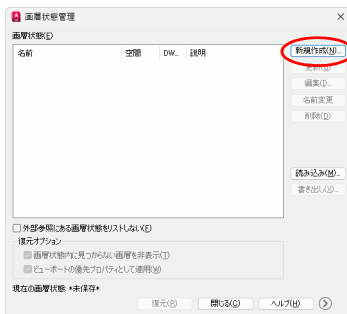 画層状態管理
画層状態(E)
名前 空間 DW... 説明
新規作成(N)...
更新(U)
編集(I)...
名前変更
削除(D)
読み込み(M)...
書き出し(X)...
外部参照にある画層状態をリストしない(F)
復元オプション
画層状態内に見つからない画層を非表示(T)
ビューポートの優先プロパティとして適用(W)
現在の画層状態: *未保存*
復元(R) 閉じる(C) ヘルプ(H)